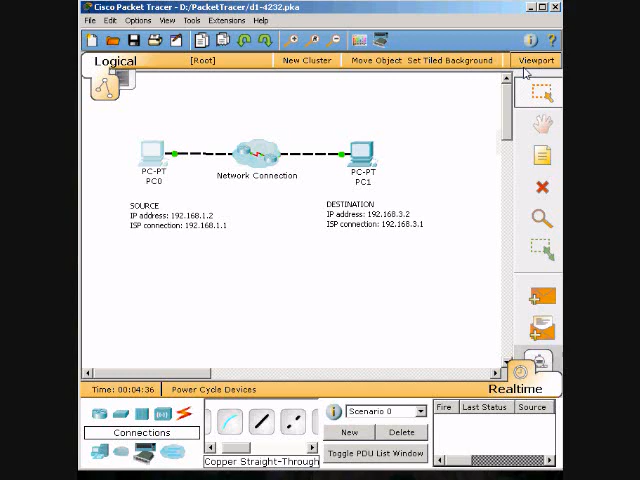 Cisco Packet Tracer - D:/PacketTracer/d1-4232.pka
File Edit Options View Tools Extensions Help
Logical [Root] New Cluster Move Object Set Tiled Background Viewport
PC-PT
PC0
Network Connection
PC-PT
PC1
SOURCE
IP address: 192.168.1.2
ISP connection: 192.168.1.1
DESTINATION
IP address: 192.168.3.2
ISP connection: 192.168.3.1
Time: 00:04:36 Power Cycle Devices
Realtime
Scenario 0
Fire Last Status Source
Connections
New Delete
Toggle PDU List Window
Copper Straight-Through